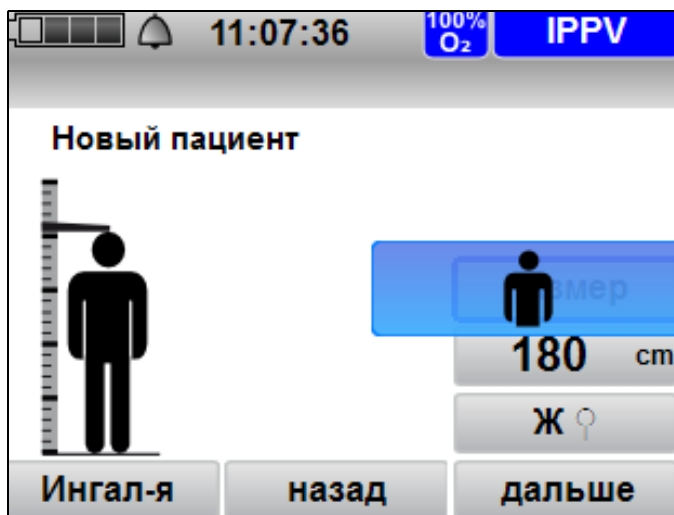 11:07:36 100% O₂ IPPV
Новый пациент
180 cm
Ж
Ингал-я назад дальше